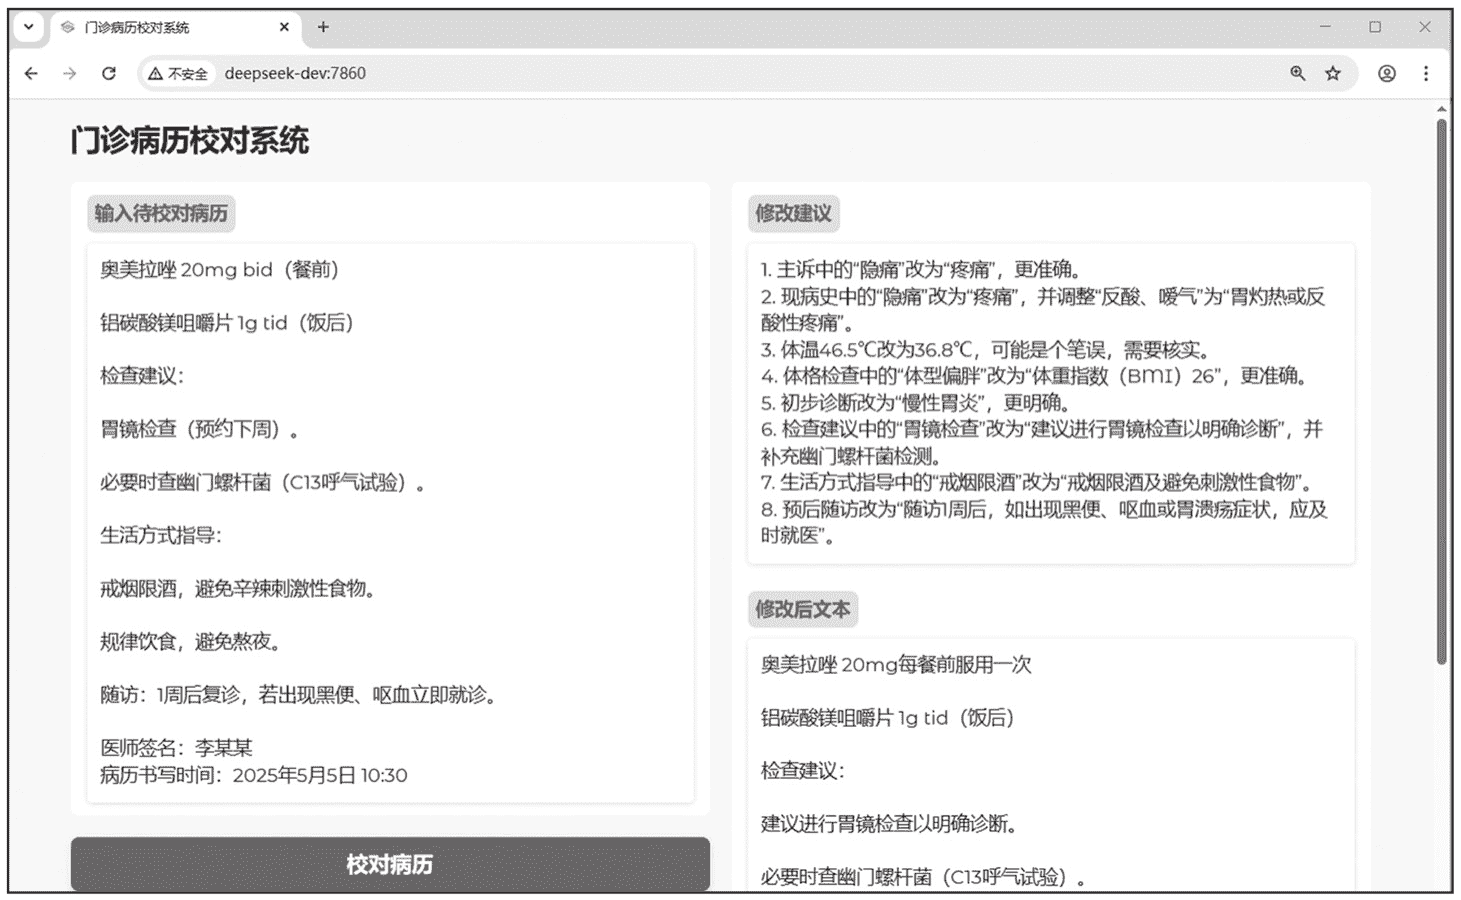 门诊病历校对系统
不安全 deepseek-dev:7860
门诊病历校对系统
输入待校对病历
奥美拉唑 20mg bid（餐前）
铝碳酸镁咀嚼片 1g tid（饭后）
检查建议：
胃镜检查（预约下周）。
必要时查幽门螺杆菌（C13呼气试验）。
生活方式指导：
戒烟限酒，避免辛辣刺激性食物。
规律饮食，避免熬夜。
随访：1周后复诊，若出现黑便、呕血立即就诊。
医师签名：李某某
病历书写时间：2025年5月5日 10:30
校对病历
修改建议
1. 主诉中的“隐痛”改为“疼痛”，更准确。
2. 现病史中的“隐痛”改为“疼痛”，并调整“反酸、嗳气”为“胃灼热或反
酸性疼痛”。
3. 体温46.5℃改为36.8℃，可能是个笔误，需要核实。
4. 体格检查中的“体型偏胖”改为“体重指数（BMI）26”，更准确。
5. 初步诊断改为“慢性胃炎”，更明确。
6. 检查建议中的“胃镜检查”改为“建议进行胃镜检查以明确诊断”，并
补充幽门螺杆菌检测。
7. 生活方式指导中的“戒烟限酒”改为“戒烟限酒及避免刺激性食物”。
8. 预后随访改为“随访1周后，如出现黑便、呕血或胃溃疡症状，应及
时就医”。
修改后文本
奥美拉唑 20mg每餐前服用一次
铝碳酸镁咀嚼片 1g tid（饭后）
检查建议：
建议进行胃镜检查以明确诊断。
必要时查幽门螺杆菌（C13呼气试验）。